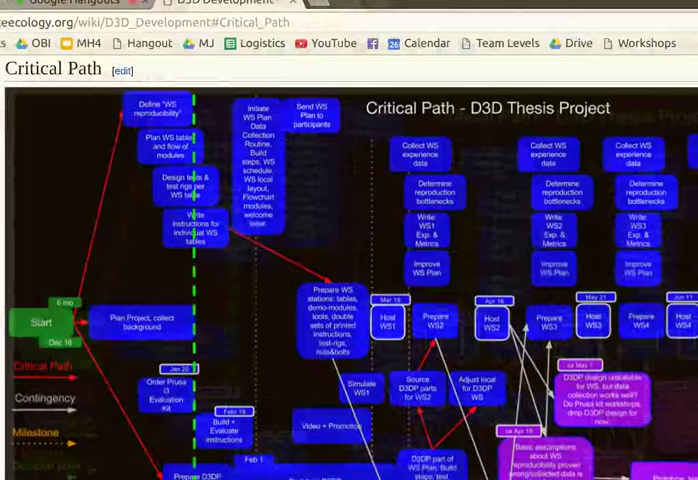 Google Hangouts
D3D Development
eecology.org/wiki/D3D_Development#Critical_Path
OBI MH4 Hangout MJ Logistics YouTube Calendar Team Levels Drive Workshops
Critical Path [edit]
Critical Path - D3D Thesis Project
Define "WS
reproducibility"
Plan WS table
and flow of
modules
Design tests &
test rigs per
WS table
Write
instructions for
individual WS
tables
Initiate
WS Plan
Data
Collection
Routine.
Build
steps, WS
schedule,
WS local
layout,
Flowchart
modules,
welcome
letter.
Send WS
Plan to
participants
Collect WS
experience
data
Determine
reproduction
bottlenecks
Write
WS1
Exp. &
Metrics
Improve
WS Plan
Collect WS
experience
data
Determine
reproduction
bottlenecks
Write
WS2
Exp. &
Metrics
Improve
WS Plan
Collect WS
experience
data
Determine
reproduction
bottlenecks
Write
WS3
Exp. &
Metrics
Improve
WS Plan
6 mo
Start
Dec 16
Plan Project, collect
background
Prepare WS
stations: tables,
demo-modules,
tools, double
sets of printed
instructions,
test-rigs,
nuts&bolts
Mar 18
Host
WS1
Prepare
WS2
Apr 16
Host
WS2
Prepare
WS3
May 21
Host
WS3
Prepare
WS4
Jun 11
Host
WS4
Critical Path
Contingency
Milestone
Decision point
Jan 20
Order Prusa
i3
Evaluation
Kit
Febr 19
Build +
Evaluate
instructions
Feb 1
Prepare D3DP
Simulate
WS1
Video + Promotion
Source
D3DP parts
for WS2
Adjust local
for D3DP
WS
D3DP part of
WS Plan. Build
steps, test
ca May 1
D3DP design unsuitable
for WS, but data
collection works well?
Do Prusa kit workshops,
drop D3DP design for
now.
ca Apr 19
Basic assumptions
about WS
reproducibility proven
wrong/collected data is